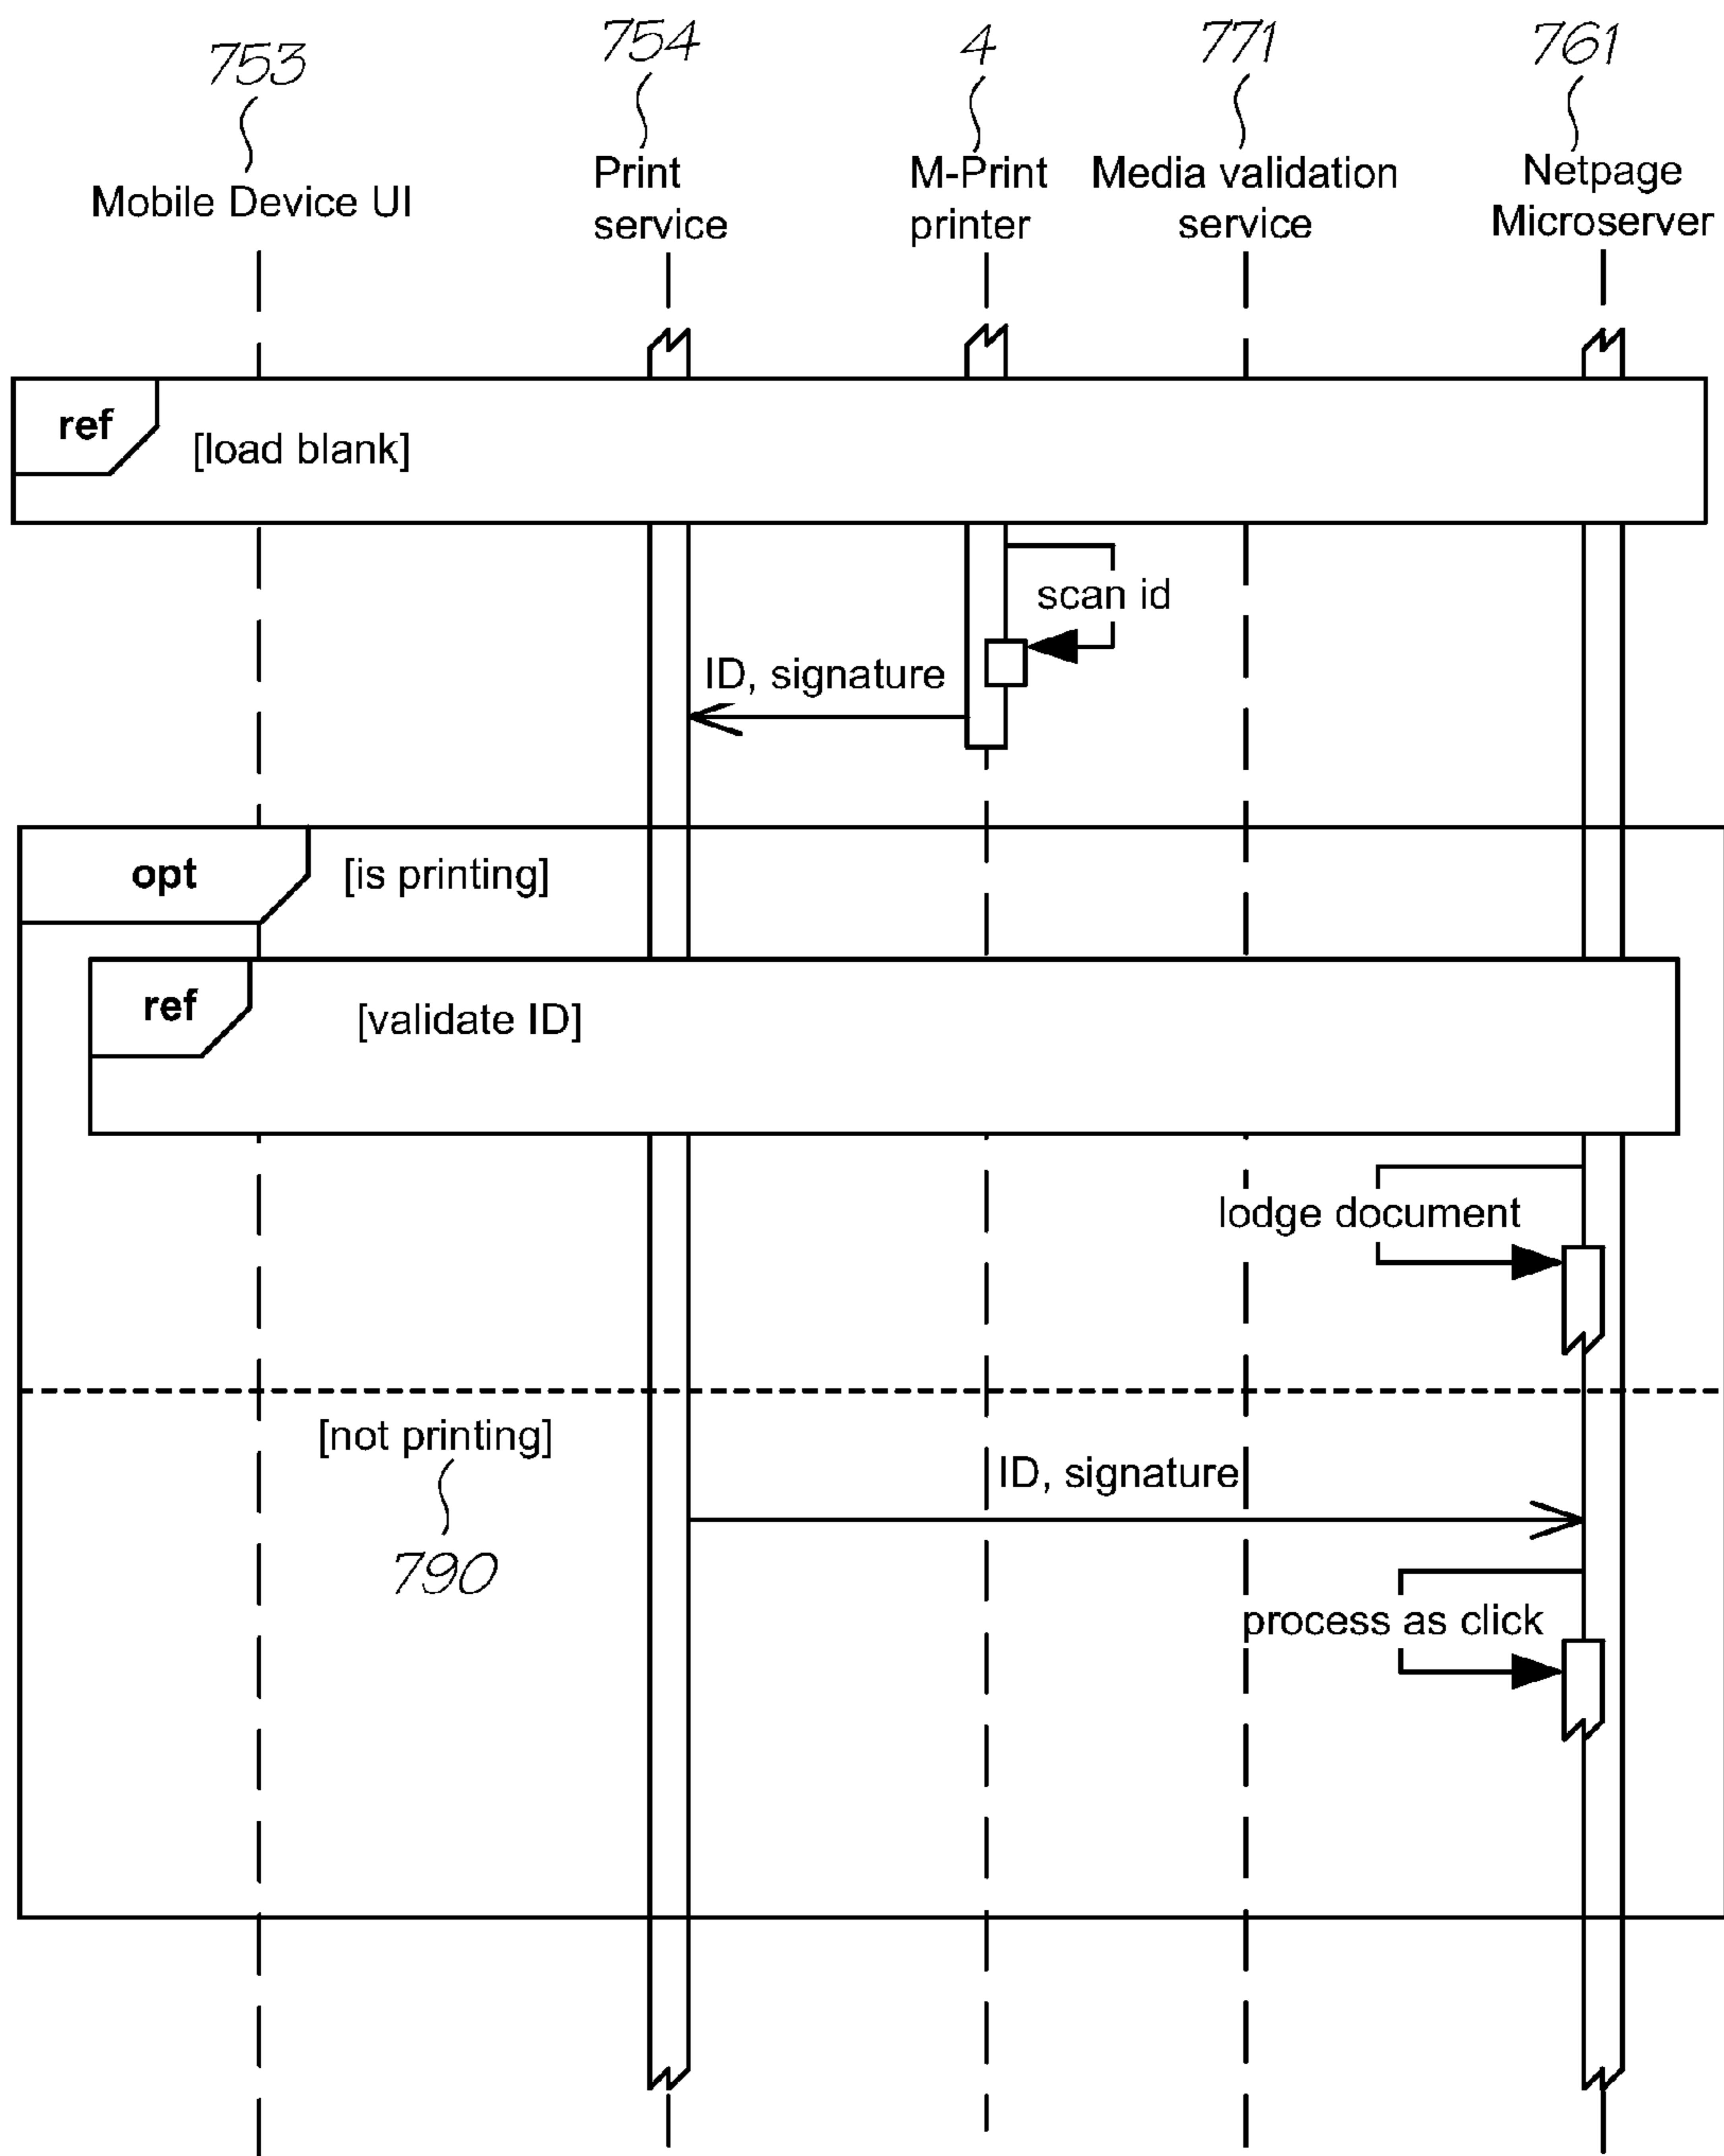 753
754
4
771
761
Mobile Device UI
Print
service
M-Print
printer
Media validation
service
Netpage
Microserver
ref
[load blank]
scan id
ID, signature
opt
[is printing]
ref
[validate ID]
lodge document
[not printing]
790
ID, signature
process as click